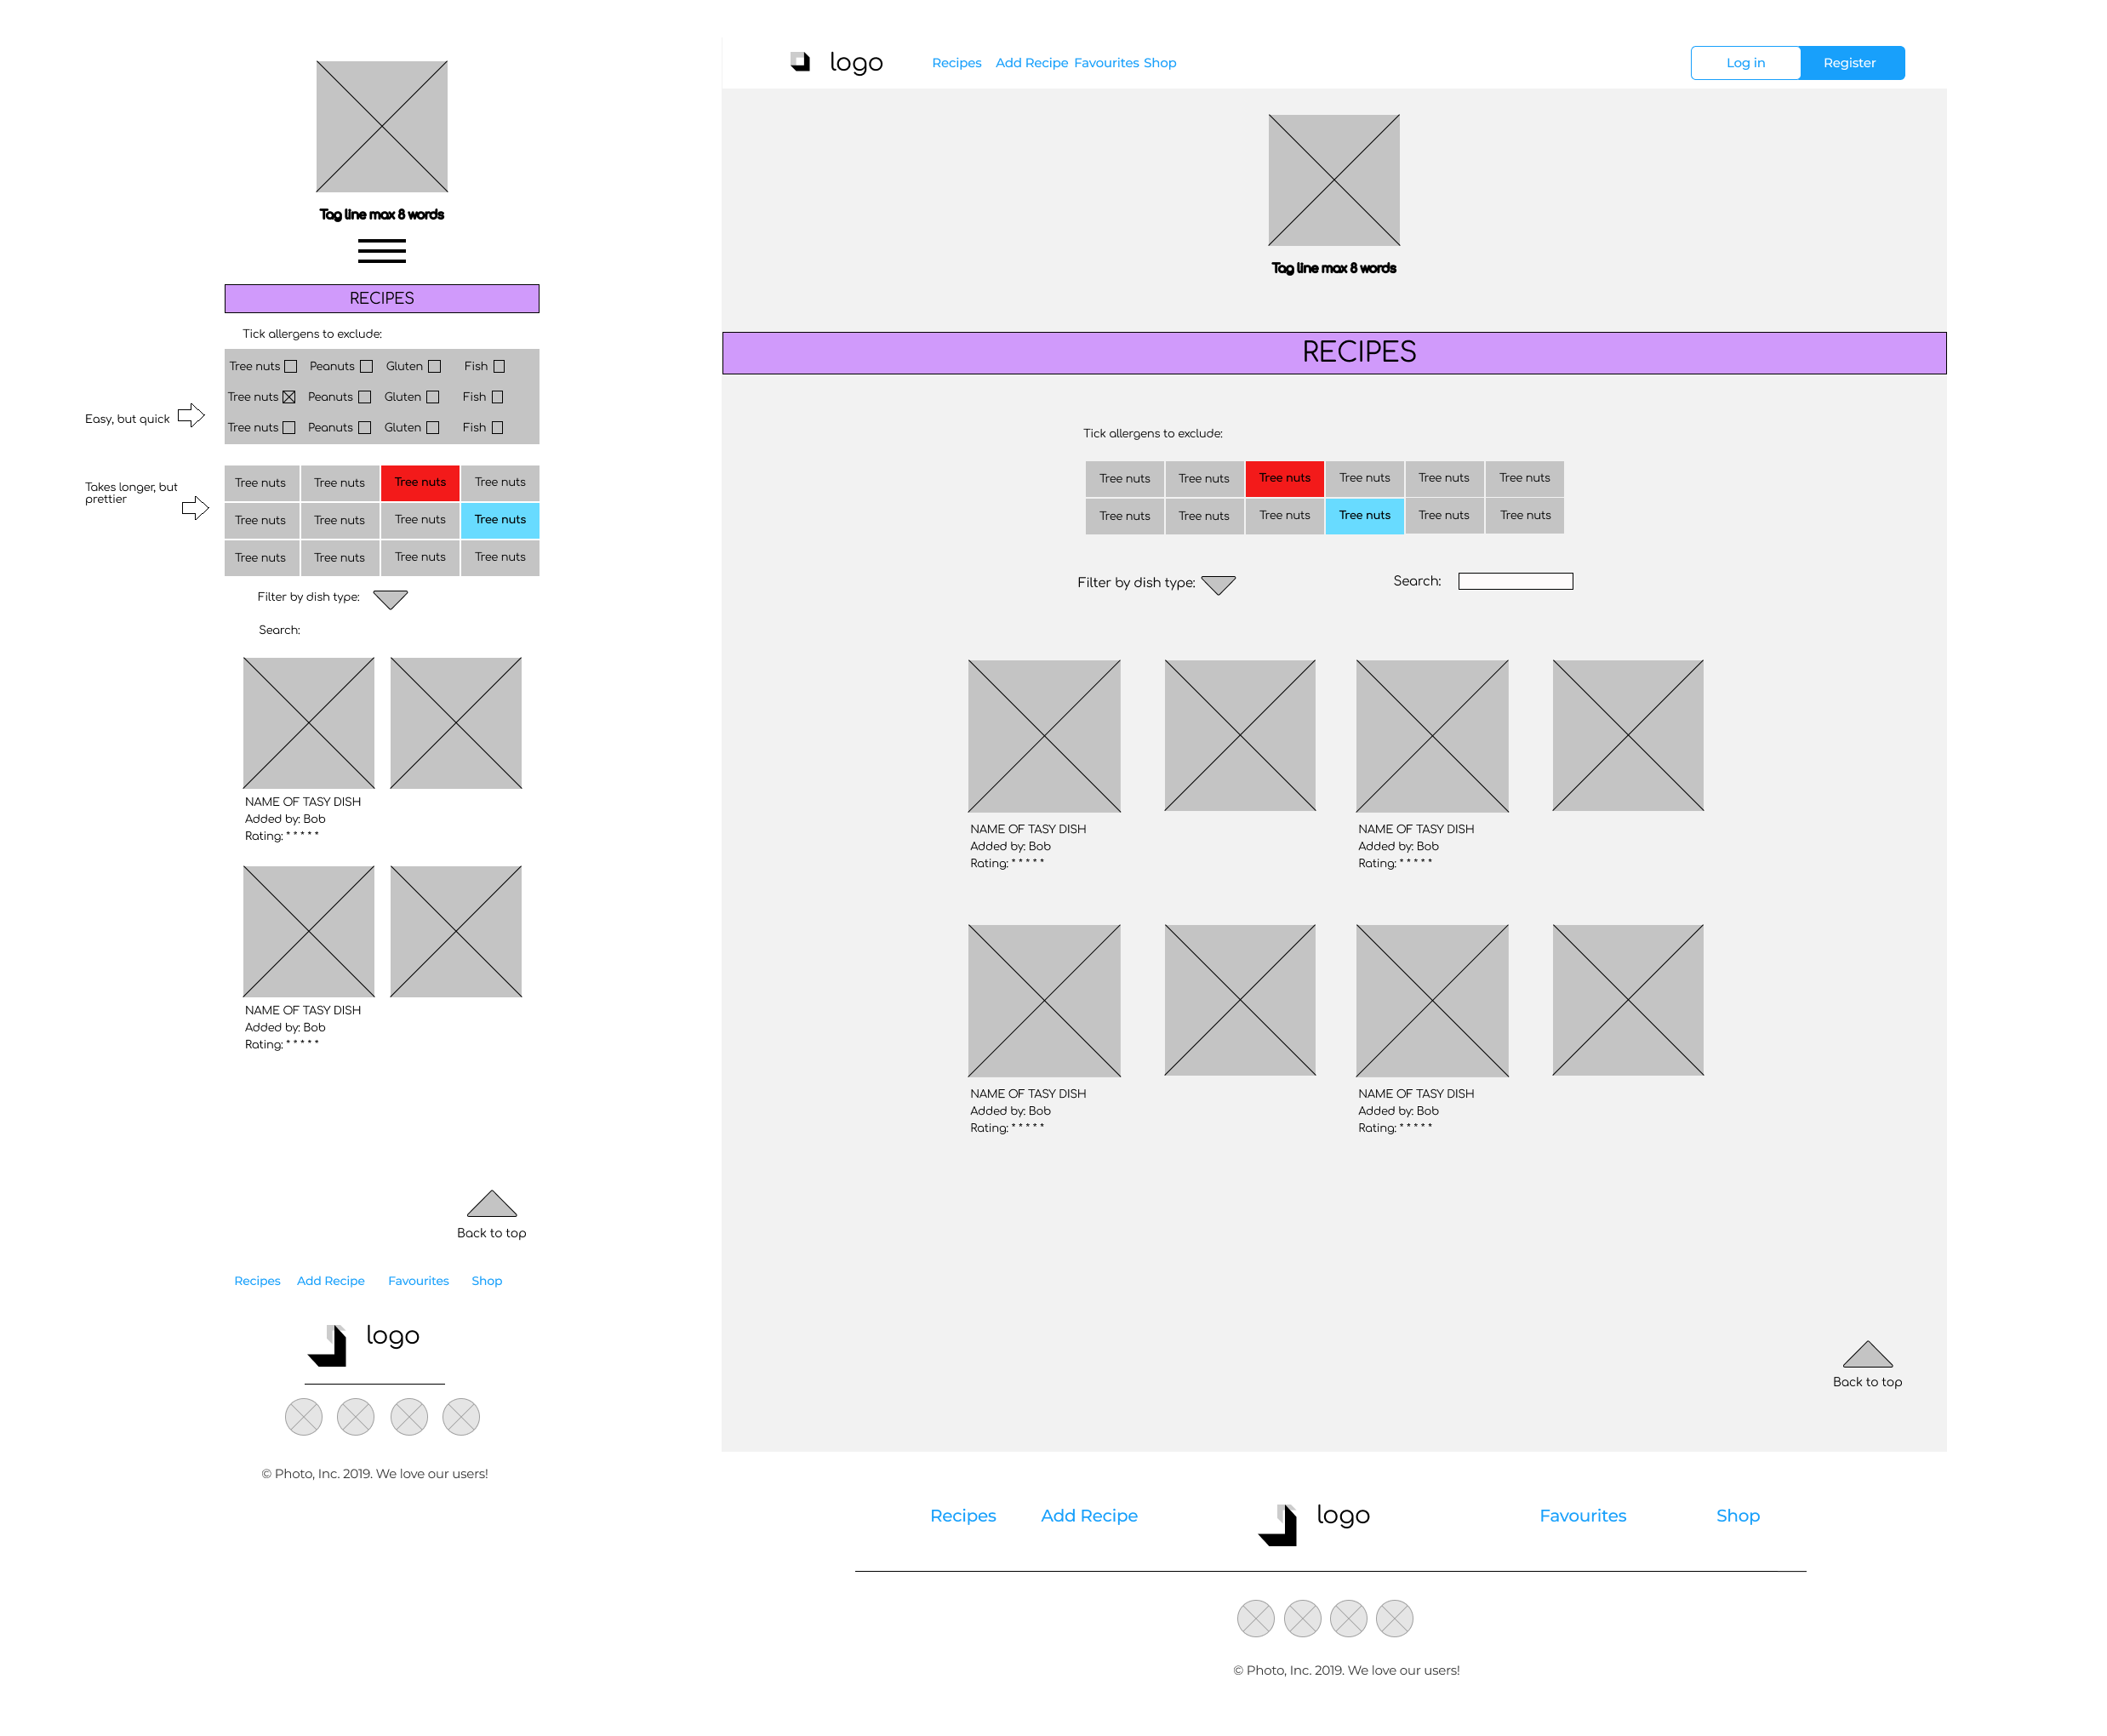 Tag line max 8 words
RECIPES
Tick allergens to exclude:
Tree nuts Peanuts Gluten Fish
Tree nuts Peanuts Gluten Fish
Easy, but quick
Tree nuts Peanuts Gluten Fish
Tree nuts Tree nuts Tree nuts Tree nuts
Takes longer, but
prettier
Tree nuts Tree nuts Tree nuts Tree nuts
Tree nuts Tree nuts Tree nuts Tree nuts
Filter by dish type:
Search:
NAME OF TASY DISH
Added by: Bob
Rating: * * * * *
NAME OF TASY DISH
Added by: Bob
Rating: * * * * *
Back to top
Recipes Add Recipe Favourites Shop
logo
© Photo, Inc. 2019. We love our users!
logo Recipes Add Recipe Favourites Shop Log in Register
Tag line max 8 words
RECIPES
Tick allergens to exclude:
Tree nuts Tree nuts Tree nuts Tree nuts Tree nuts Tree nuts
Tree nuts Tree nuts Tree nuts Tree nuts Tree nuts Tree nuts
Filter by dish type: Search:
NAME OF TASY DISH NAME OF TASY DISH
Added by: Bob Added by: Bob
Rating: * * * * * Rating: * * * * *
NAME OF TASY DISH NAME OF TASY DISH
Added by: Bob Added by: Bob
Rating: * * * * * Rating: * * * * *
Back to top
Recipes Add Recipe logo Favourites Shop
© Photo, Inc. 2019. We love our users!